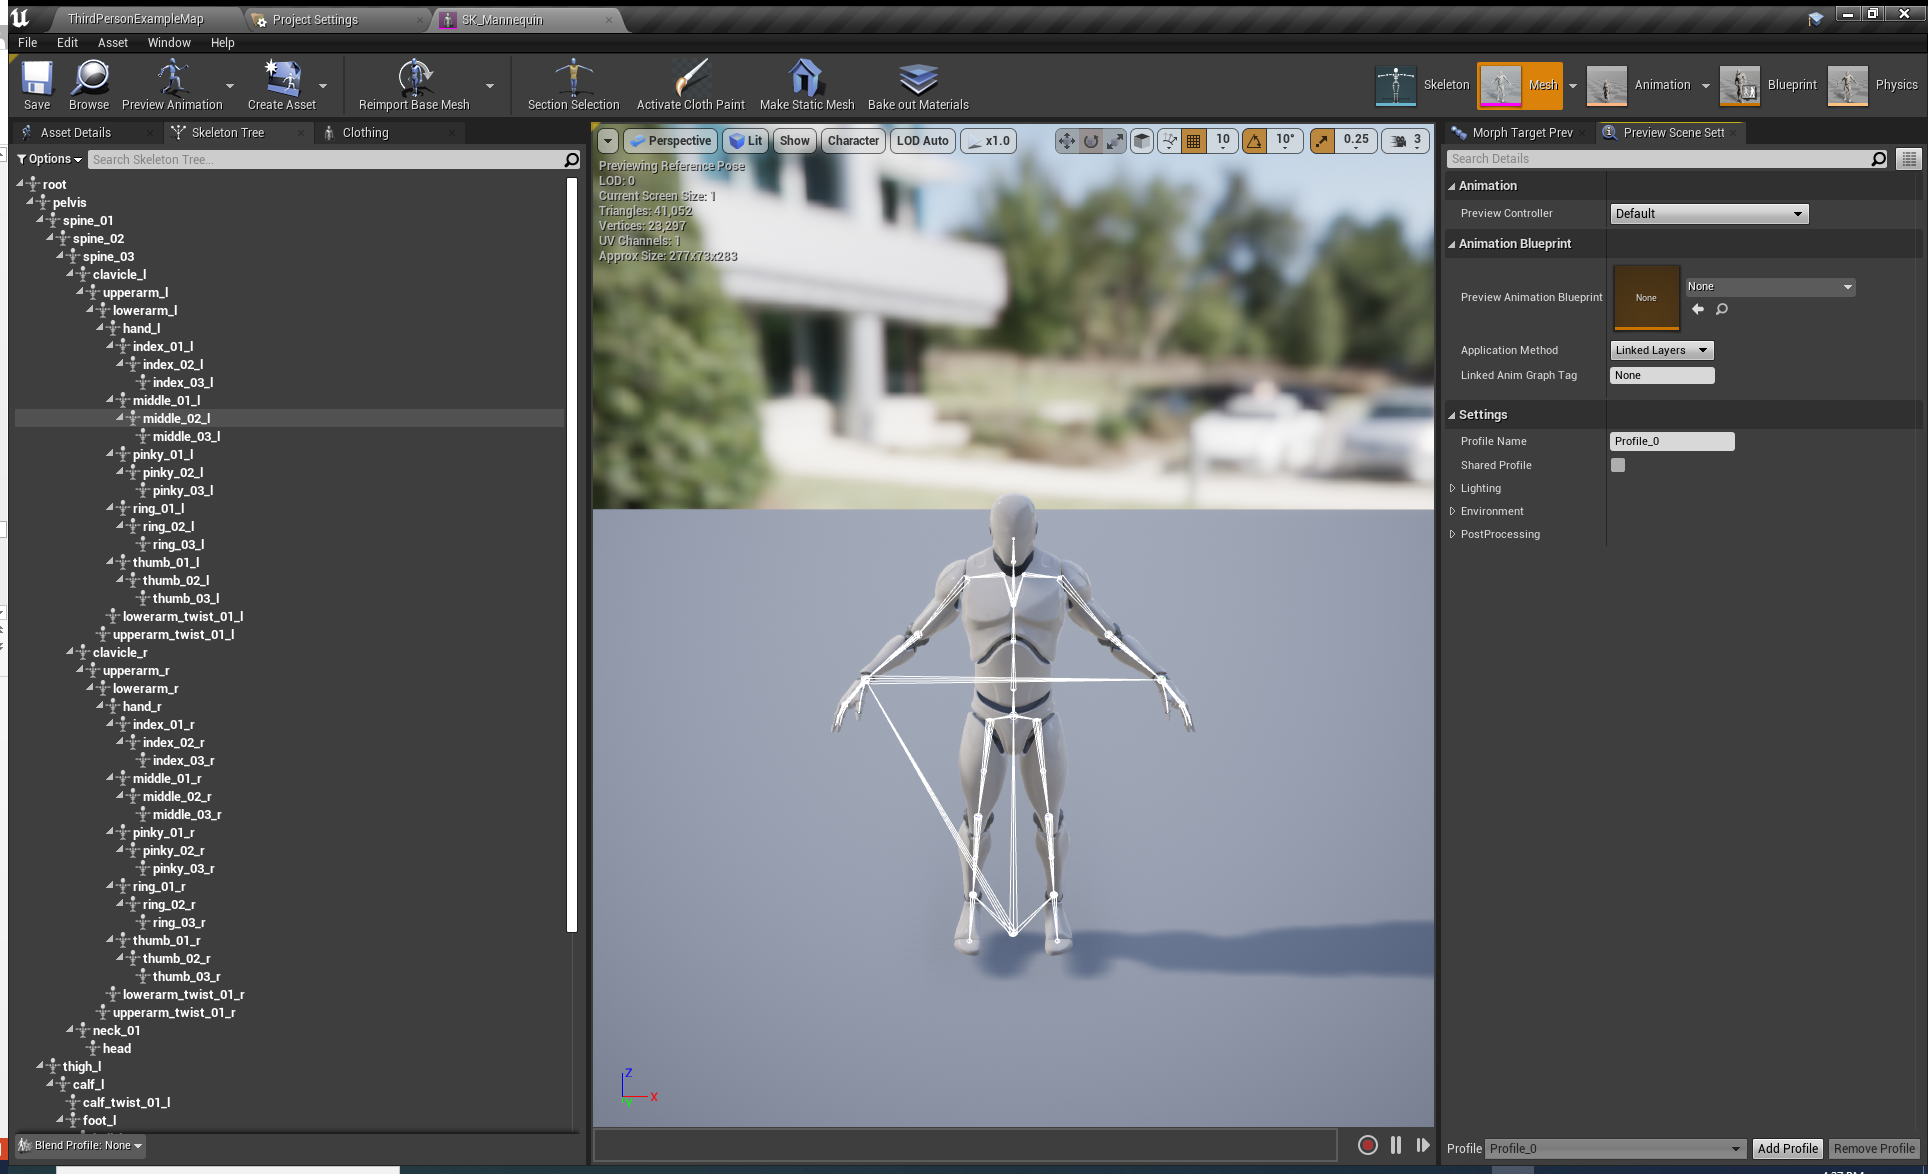 ThirdPersonExampleMap
Project Settings
SK_Mannequin
File Edit Asset Window Help
Save
Browse
Preview Animation
Create Asset
Reimport Base Mesh
Section Selection
Activate Cloth Paint
Make Static Mesh
Bake out Materials
Skeleton
Mesh
Animation
Blueprint
Physics
Asset Details
Skeleton Tree
Clothing
Options
Search Skeleton Tree...
root
pelvis
spine_01
spine_02
spine_03
clavicle_l
upperarm_l
lowerarm_l
hand_l
index_01_l
index_02_l
index_03_l
middle_01_l
middle_02_l
middle_03_l
pinky_01_l
pinky_02_l
pinky_03_l
ring_01_l
ring_02_l
ring_03_l
thumb_01_l
thumb_02_l
thumb_03_l
lowerarm_twist_01_l
upperarm_twist_01_l
clavicle_r
upperarm_r
lowerarm_r
hand_r
index_01_r
index_02_r
index_03_r
middle_01_r
middle_02_r
middle_03_r
pinky_01_r
pinky_02_r
pinky_03_r
ring_01_r
ring_02_r
ring_03_r
thumb_01_r
thumb_02_r
thumb_03_r
lowerarm_twist_01_r
upperarm_twist_01_r
neck_01
head
thigh_l
calf_l
calf_twist_01_l
foot_l
Blend Profile: None
Perspective
Lit
Show
Character
LOD Auto
x1.0
10
10°
0.25
3
Previewing Reference Pose
LOD: 0
Current Screen Size: 1
Triangles: 41,052
Vertices: 23,297
UV Channels: 1
Approx Size: 277x78x283
Z
X
Morph Target Prev
Preview Scene Sett
Search Details
Animation
Preview Controller
Default
Animation Blueprint
Preview Animation Blueprint
None
None
Application Method
Linked Layers
Linked Anim Graph Tag
None
Settings
Profile Name
Profile_0
Shared Profile
Lighting
Environment
PostProcessing
Profile
Profile_0
Add Profile
Remove Profile